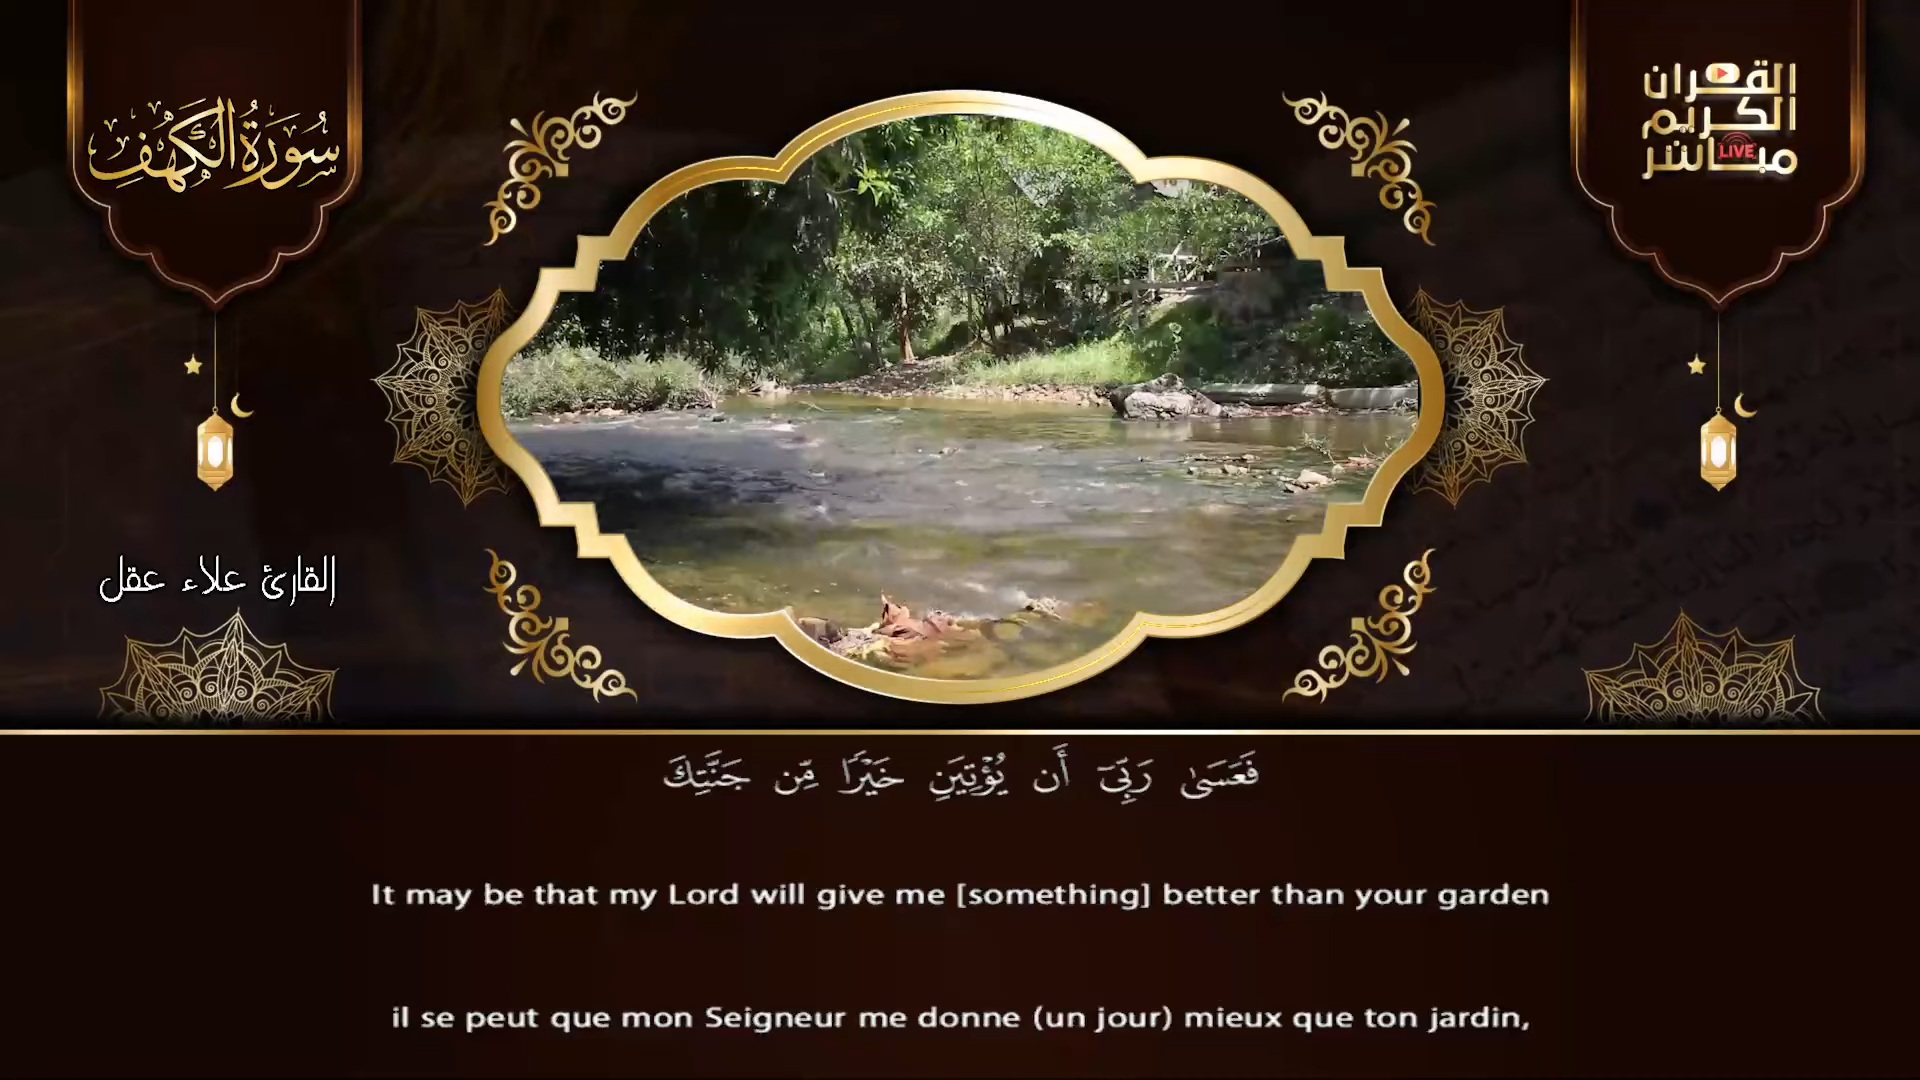 سُورَةُ الكَهْفِ
القران
الكريم
مباشر
LIVE
القارئ علاء عقل
فَعَسَىٰ رَبِّىٓ أَن يُؤْتِيَنِ خَيْرًا مِّن جَنَّتِكَ
It may be that my Lord will give me [something] better than your garden
il se peut que mon Seigneur me donne (un jour) mieux que ton jardin,